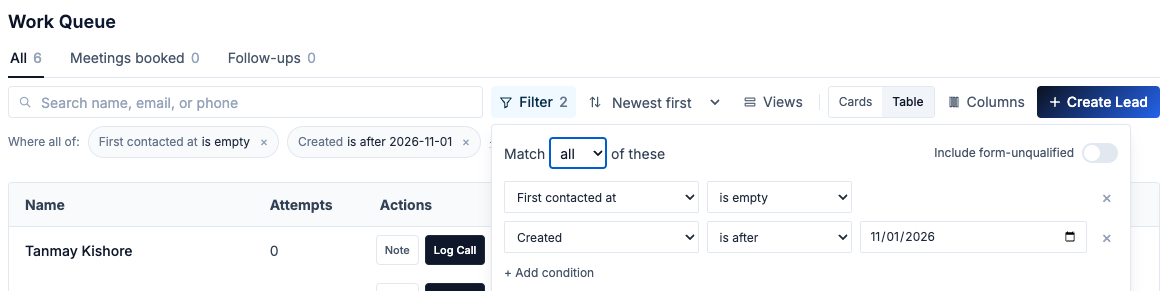 Work Queue
All 6 Meetings booked 0 Follow-ups 0
Search name, email, or phone Filter 2 Newest first Views Cards Table Columns + Create Lead
Where all of: First contacted at is empty × Created is after 2026-11-01 ×
Match all of these Include form-unqualified
First contacted at is empty ×
Created is after 11/01/2026 ×
+ Add condition
Name Attempts Actions
Tanmay Kishore 0 Note Log Call